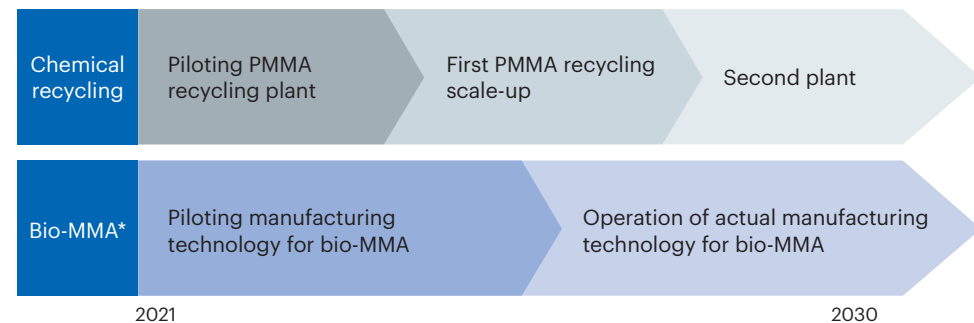 Chemical
recycling
Piloting PMMA
recycling plant
First PMMA recycling
scale-up
Second plant
Bio-MMA*
Piloting manufacturing
technology for bio-MMA
Operation of actual manufacturing
technology for bio-MMA
2021
2030